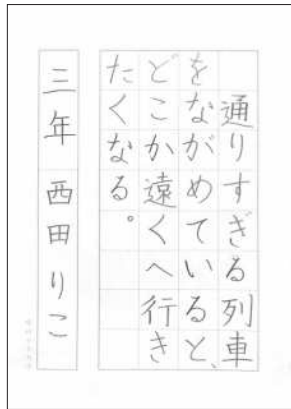 通りすぎる列車
をながめていると、
どこか遠くへ行き
たくなる。
三年 西田りこ